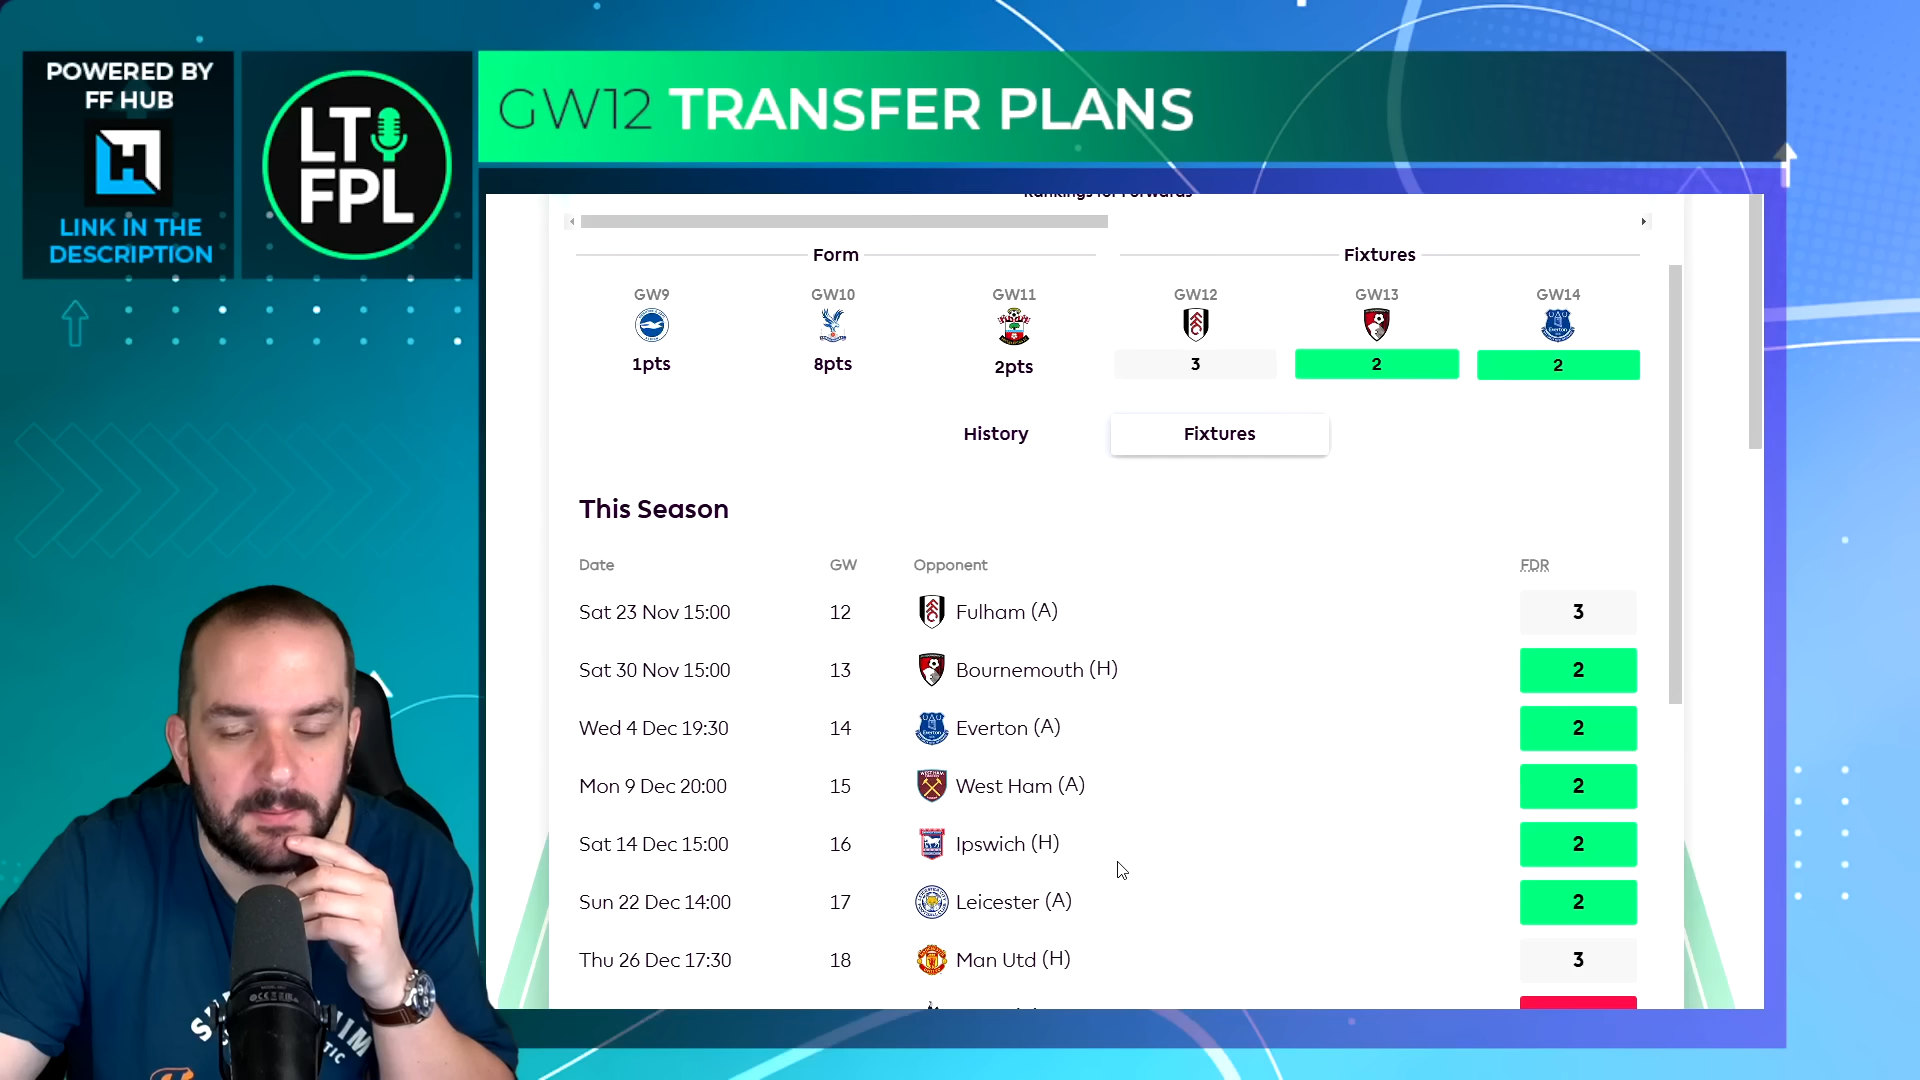 POWERED BY
FF HUB
LINK IN THE
DESCRIPTION
LT
FPL
GW12 TRANSFER PLANS
Rankings for Forwards
Form
Fixtures
GW9
GW10
GW11
GW12
GW13
GW14
1pts
8pts
2pts
3
2
2
History
Fixtures
This Season
Date GW Opponent FDR
Sat 23 Nov 15:00 12 Fulham (A) 3
Sat 30 Nov 15:00 13 Bournemouth (H) 2
Wed 4 Dec 19:30 14 Everton (A) 2
Mon 9 Dec 20:00 15 West Ham (A) 2
Sat 14 Dec 15:00 16 Ipswich (H) 2
Sun 22 Dec 14:00 17 Leicester (A) 2
Thu 26 Dec 17:30 18 Man Utd (H) 3